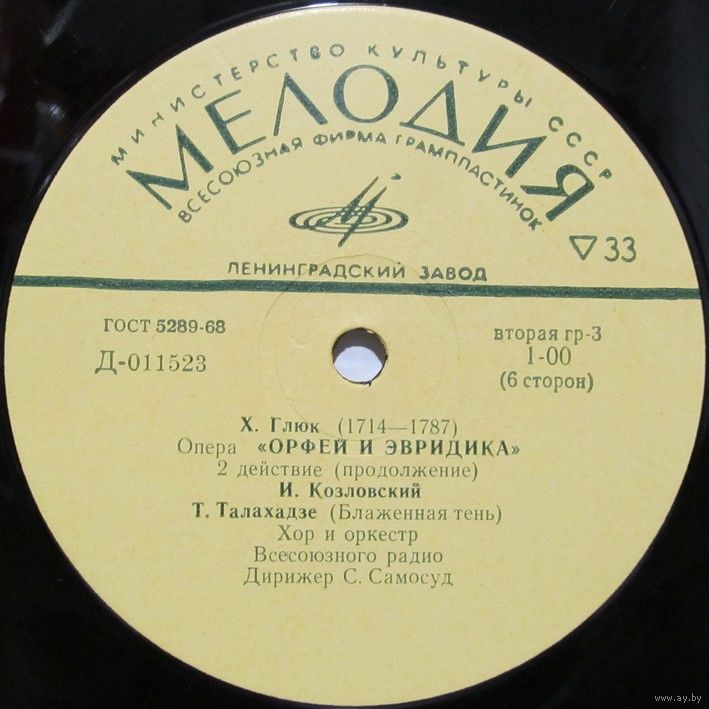 МИНИСТЕРСТВО КУЛЬТУРЫ СССР
МЕЛОДИЯ
ВСЕСОЮЗНАЯ ФИРМА ГРАМПЛАСТИНОК
33
ЛЕНИНГРАДСКИЙ ЗАВОД
ГОСТ 5289-68
Д-011523
вторая гр-3
1-00
(6 сторон)
Х. Глюк (1714—1787)
Опера «ОРФЕЙ И ЭВРИДИКА»
2 действие (продолжение)
И. Козловский
Т. Талахадзе (Блаженная тень)
Хор и оркестр
Всесоюзного радио
Дирижер С. Самосуд
www.ay.by